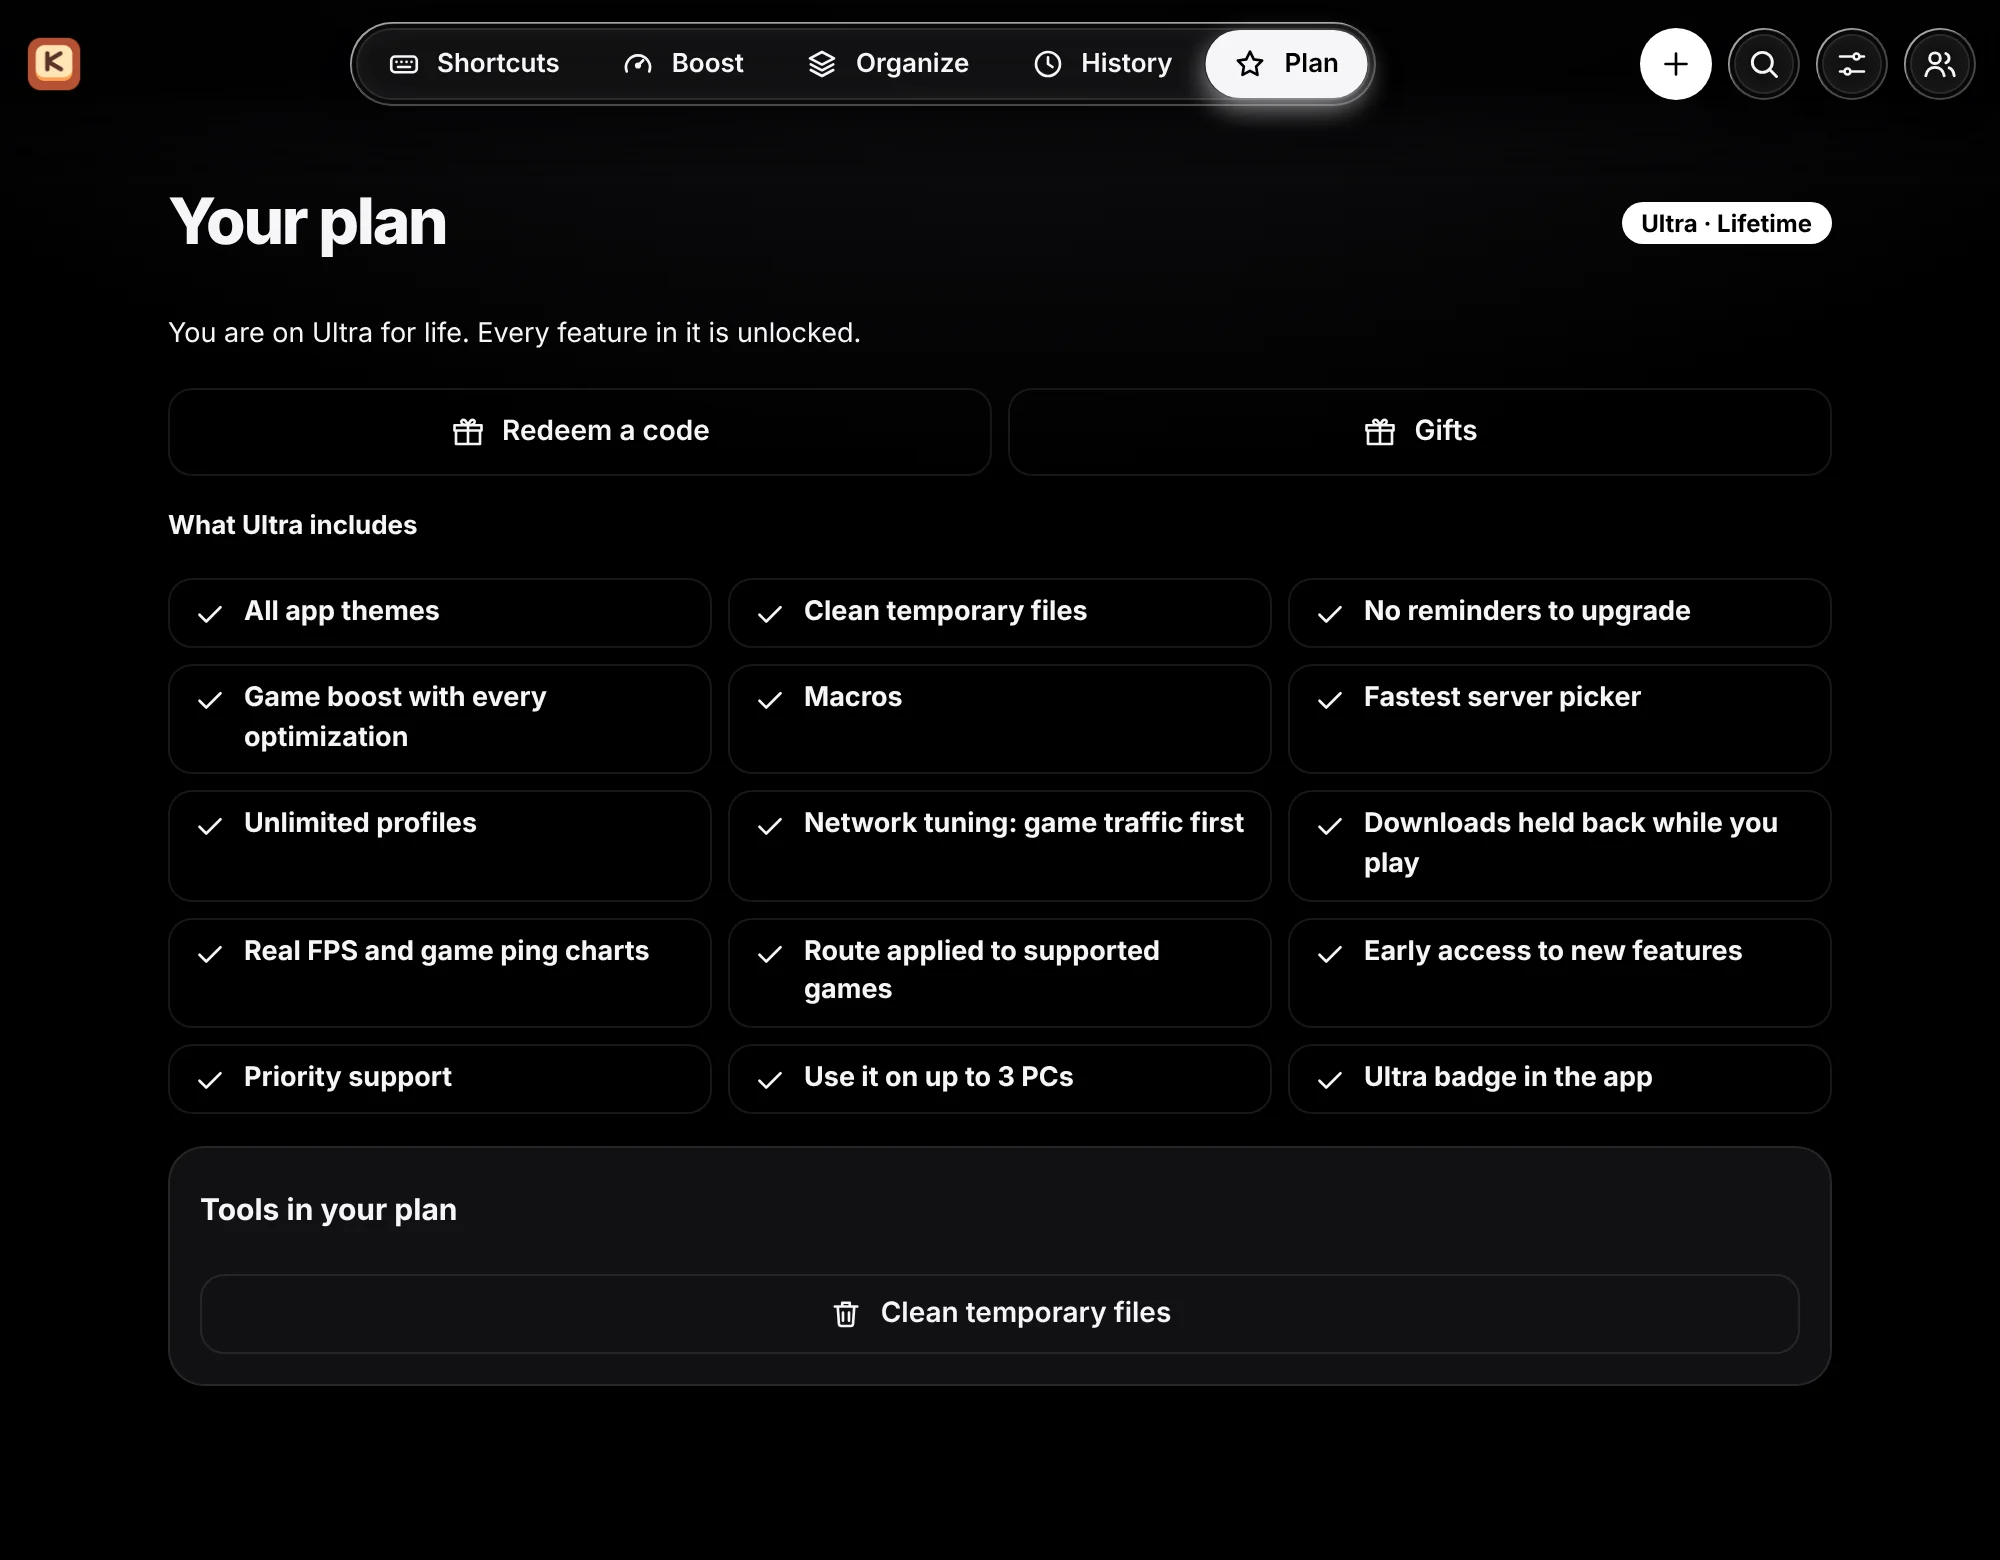 K
Shortcuts
Boost
Organize
History
Plan
Your plan
Ultra · Lifetime
You are on Ultra for life. Every feature in it is unlocked.
Redeem a code
Gifts
What Ultra includes
All app themes
Clean temporary files
No reminders to upgrade
Game boost with every
optimization
Macros
Fastest server picker
Unlimited profiles
Network tuning: game traffic first
Downloads held back while you
play
Real FPS and game ping charts
Route applied to supported
games
Early access to new features
Priority support
Use it on up to 3 PCs
Ultra badge in the app
Tools in your plan
Clean temporary files